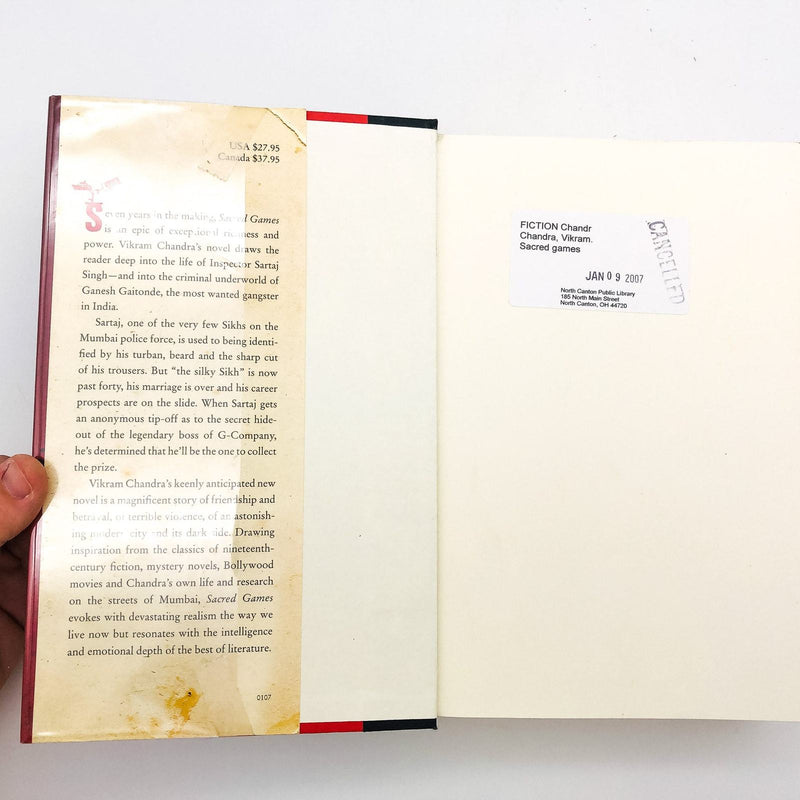 USA $27.95
Canada $37.95
Seven years in the making, Sacred Games
is an epic of exceptional richness and
power. Vikram Chandra's novel draws the
reader deep into the life of Inspector Sartaj
Singh—and into the criminal underworld of
Ganesh Gaitonde, the most wanted gangster
in India.
Sartaj, one of the very few Sikhs on the
Mumbai police force, is used to being identi-
fied by his turban, beard and the sharp cut
of his trousers. But "the silky Sikh" is now
past forty, his marriage is over and his career
prospects are on the slide. When Sartaj gets
an anonymous tip-off as to the secret hide-
out of the legendary boss of G-Company,
he's determined that he'll be the one to collect
the prize.
Vikram Chandra's keenly anticipated new
novel is a magnificent story of friendship and
betrayal, of terrible violence, of an astonish-
ing modern city and its dark side. Drawing
inspiration from the classics of nineteenth-
century fiction, mystery novels, Bollywood
movies and Chandra's own life and research
on the streets of Mumbai, Sacred Games
evokes with devastating realism the way we
live now but resonates with the intelligence
and emotional depth of the best of literature.
0107
FICTION Chandr
Chandra, Vikram.
Sacred games
JAN 09 2007
North Canton Public Library
185 North Main Street
North Canton, OH 44720
CANCELLED